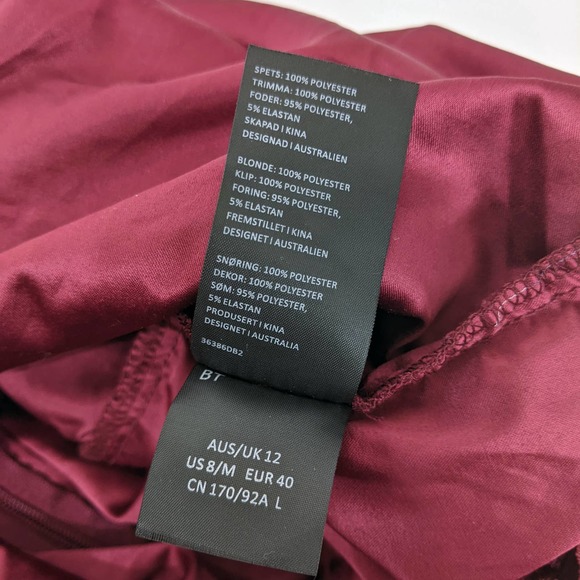 SPETS: 100% POLYESTER
TRIMMA: 100% POLYESTER
FODER: 95% POLYESTER,
5% ELASTAN
SKAPAD I KINA
DESIGNAD I AUSTRALIEN
BLONDE: 100% POLYESTER
KLIP: 100% POLYESTER
FORING: 95% POLYESTER,
5% ELASTAN
FREMSTILLET I KINA
DESIGNET I AUSTRALIEN
SNØRING: 100% POLYESTER
DEKOR: 100% POLYESTER
SØM: 95% POLYESTER,
5% ELASTAN
PRODUSERT I KINA
DESIGNET I AUSTRALIA
36386DB2
BT
AUS/UK 12
US 8/M EUR 40
CN 170/92A L